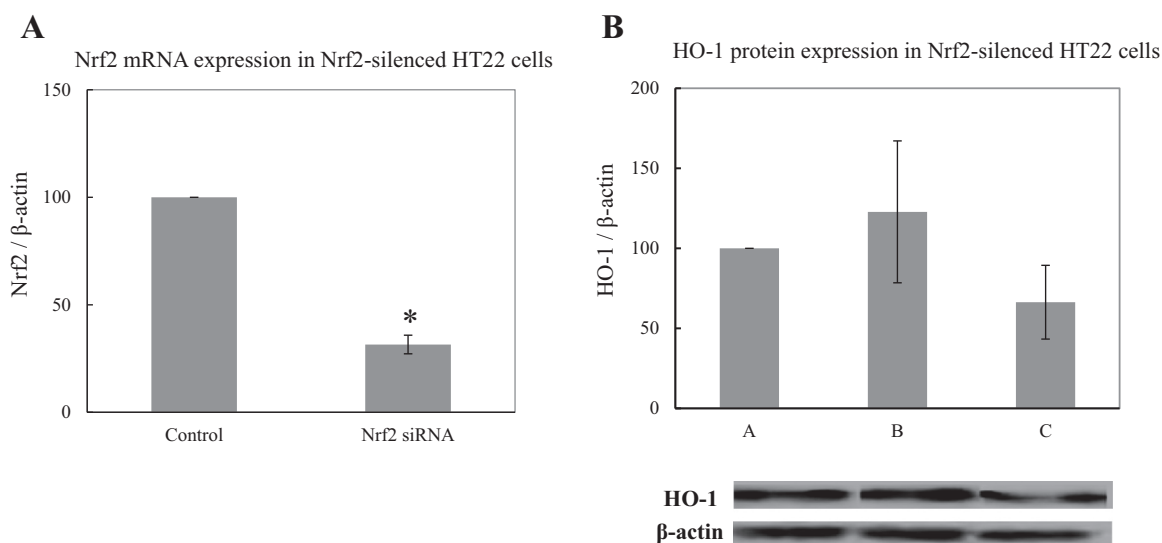 A
Nrf2 mRNA expression in Nrf2-silenced HT22 cells
150
100
50
0
Nrf2 / β-actin
*
Control Nrf2 siRNA
B
HO-1 protein expression in Nrf2-silenced HT22 cells
200
150
100
50
0
HO-1 / β-actin
A B C
HO-1
β-actin